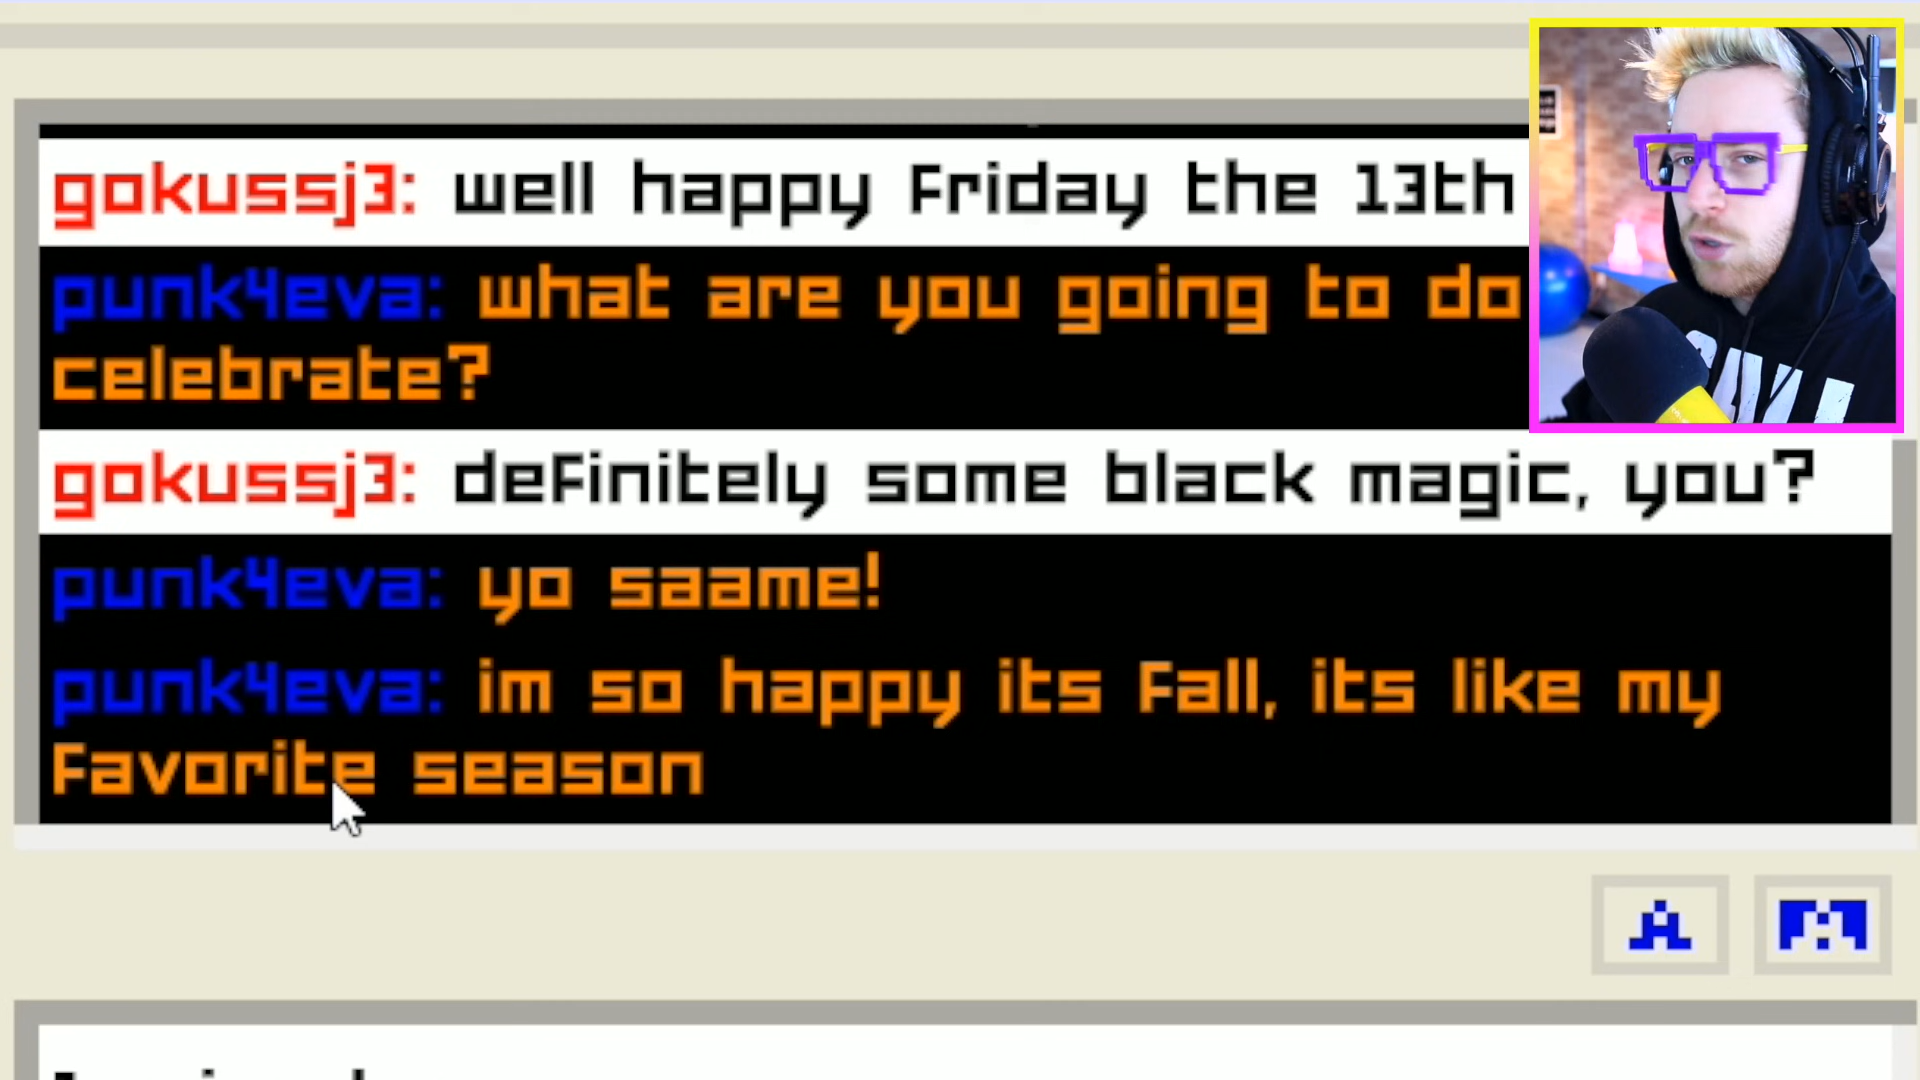 gokussj3: well happy Friday the 13th
punk4eva: what are you going to do
celebrate?
gokussj3: definitely some black magic, you?
punk4eva: yo saame!
punk4eva: im so happy its Fall, its like my
Favorite season
A